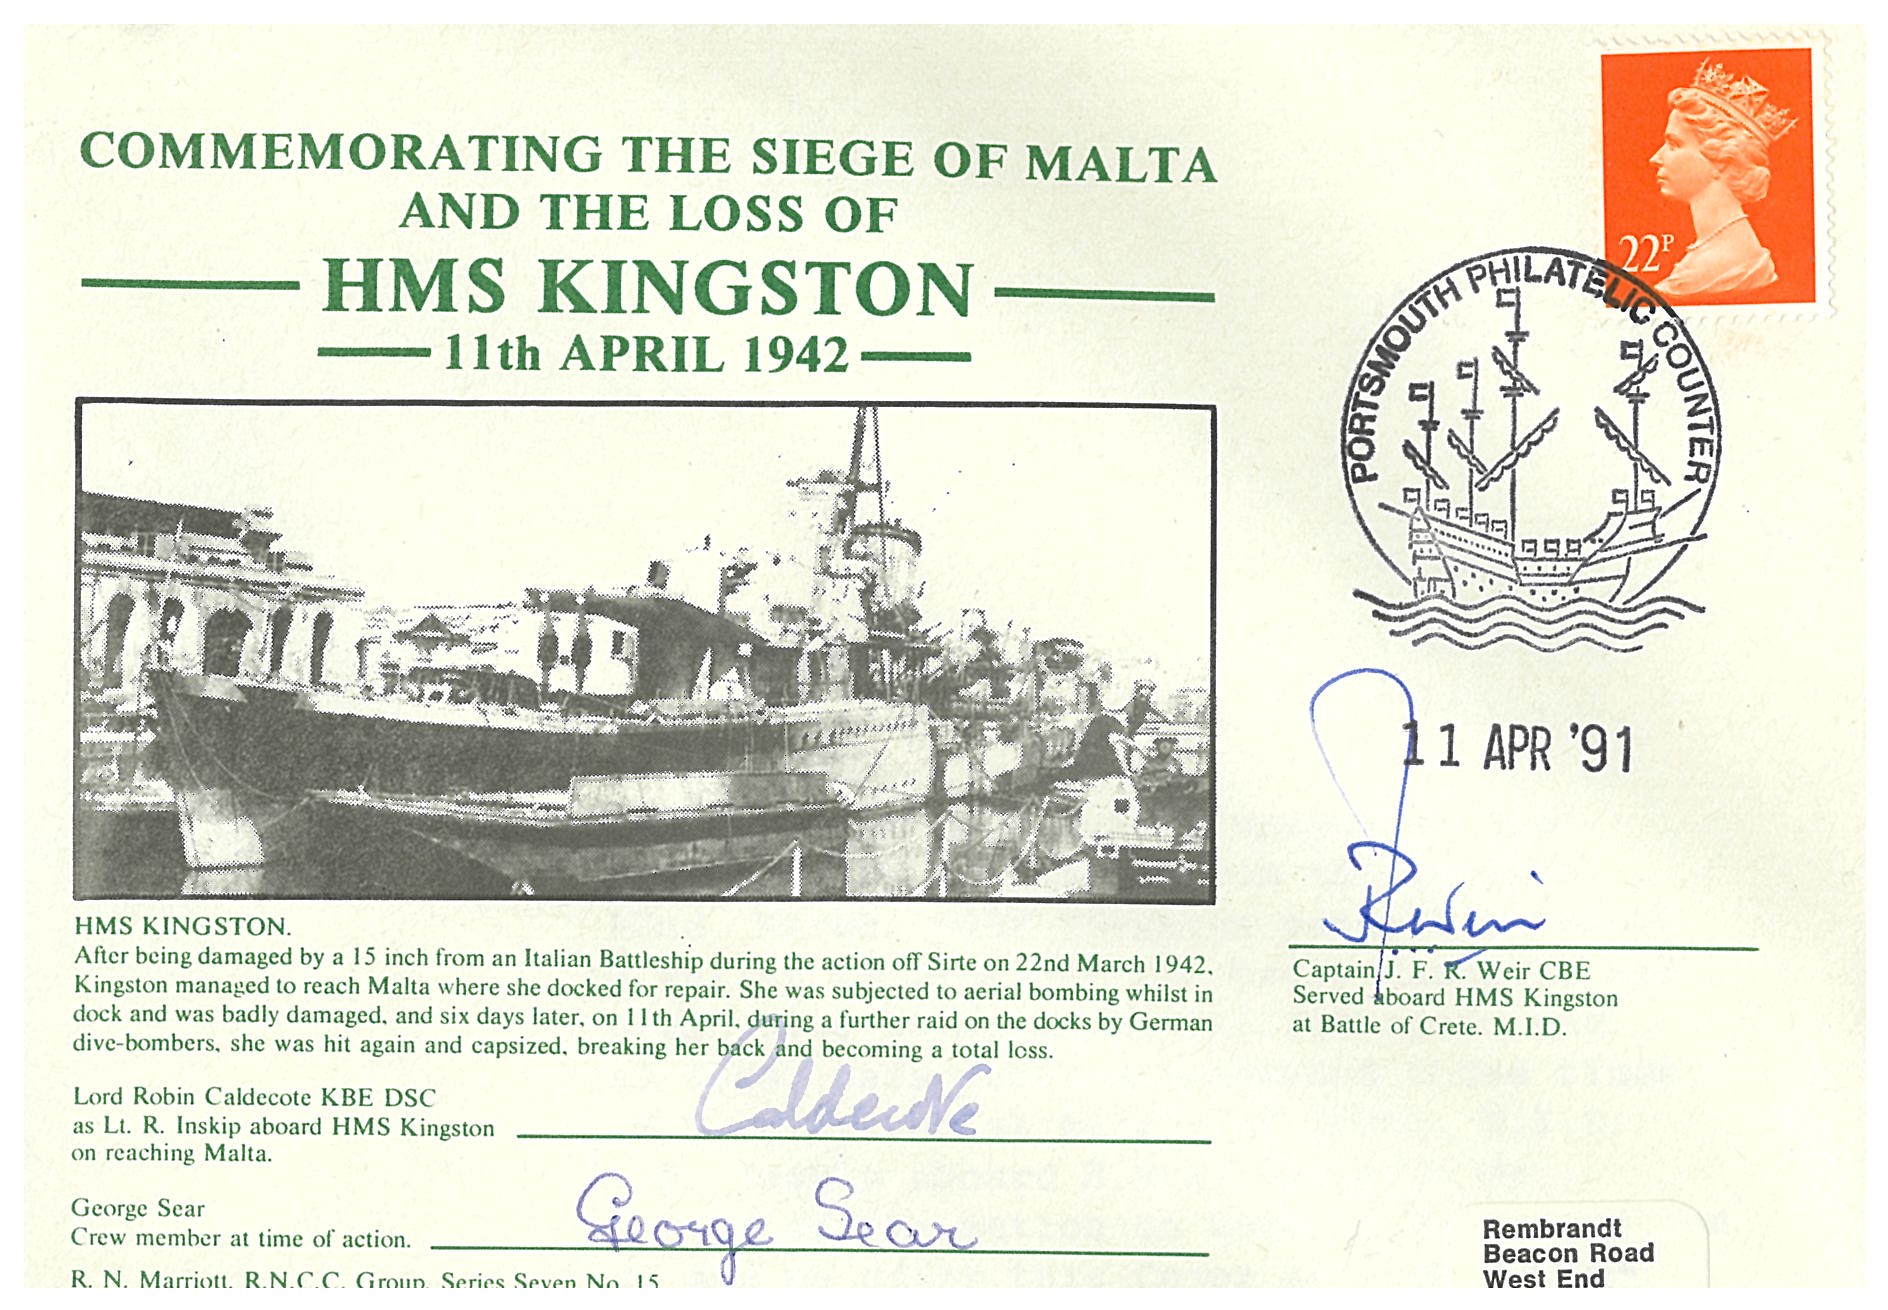 COMMEMORATING THE SIEGE OF MALTA
AND THE LOSS OF
HMS KINGSTON
11th APRIL 1942
22P
PORTSMOUTH PHILATELIC COUNTER
11 APR '91
HMS KINGSTON.
After being damaged by a 15 inch from an Italian Battleship during the action off Sirte on 22nd March 1942,
Kingston managed to reach Malta where she docked for repair. She was subjected to aerial bombing whilst in
dock and was badly damaged, and six days later, on 11th April, during a further raid on the docks by German
dive-bombers, she was hit again and capsized, breaking her back and becoming a total loss.
RWeir
Captain J. F. R. Weir CBE
Served aboard HMS Kingston
at Battle of Crete. M.I.D.
Lord Robin Caldecote KBE DSC
as Lt. R. Inskip aboard HMS Kingston
on reaching Malta.
Caldecote
George Sear
Crew member at time of action.
George Sear
R. N. Marriott, R.N.C.C. Group, Series Seven No. 15
Rembrandt
Beacon Road
West End